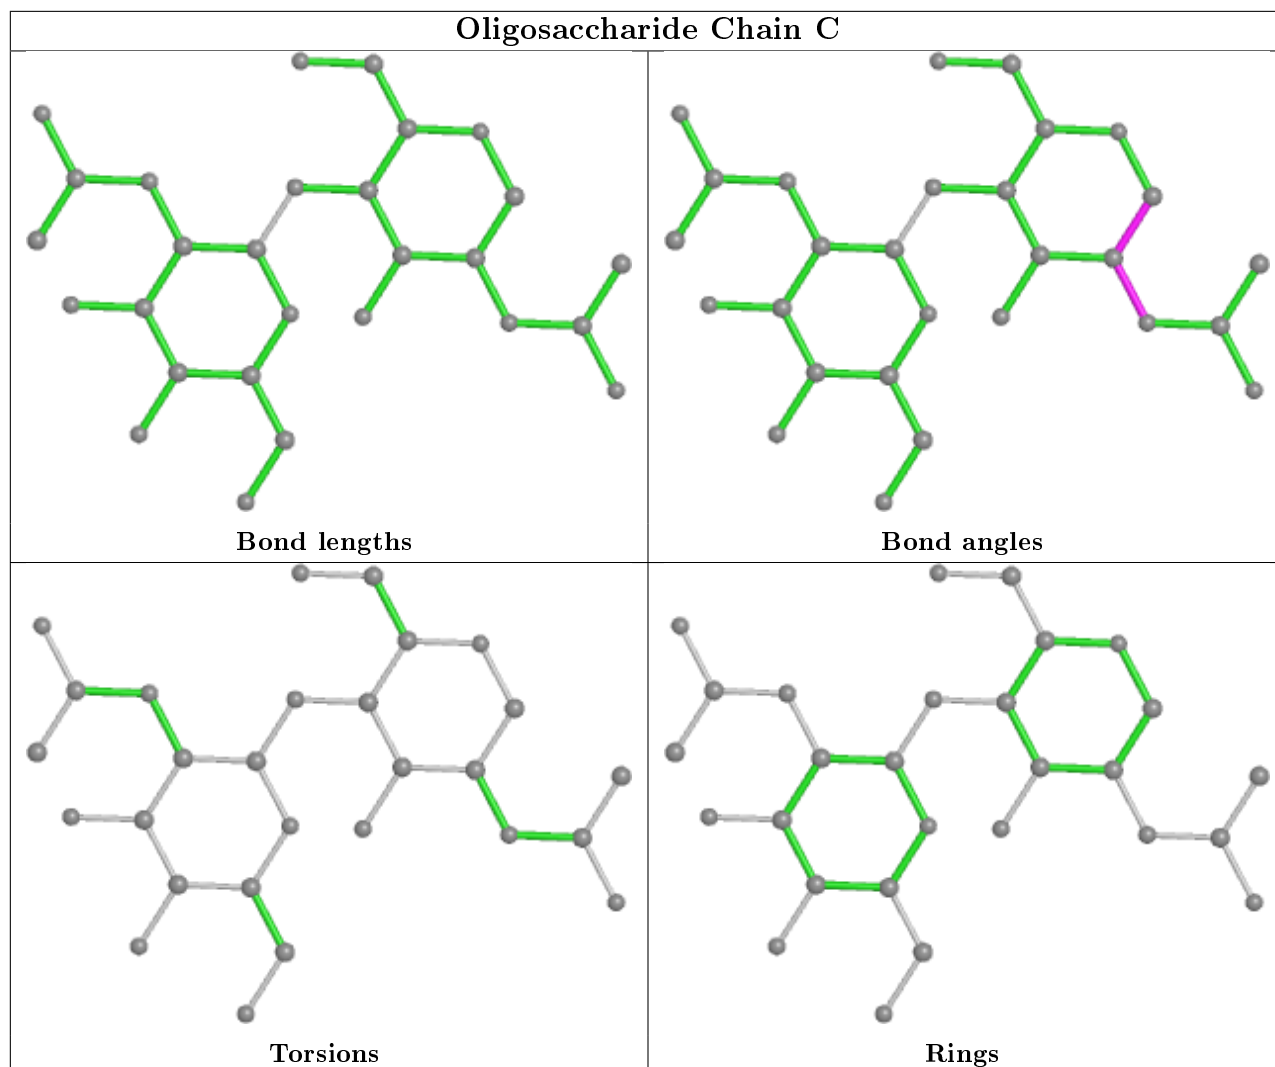 Oligosaccharide Chain C
Bond lengths
Bond angles
Torsions
Rings